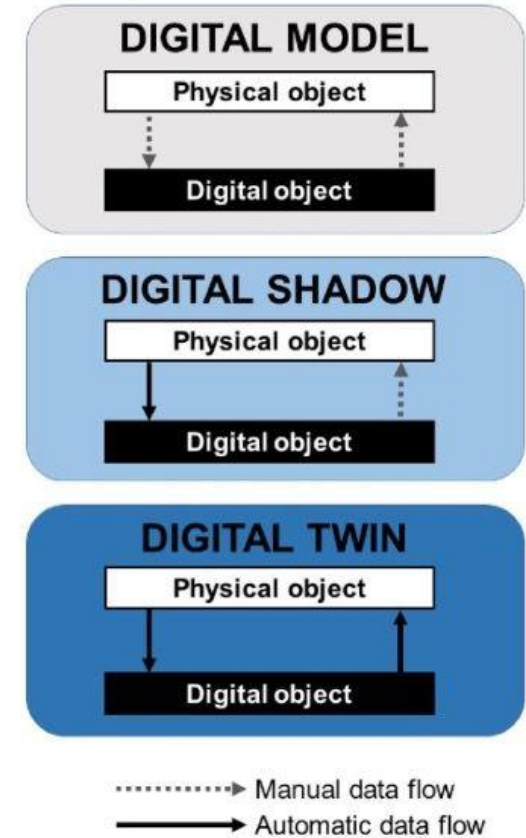 DIGITAL MODEL
Physical object
Digital object
DIGITAL SHADOW
Physical object
Digital object
DIGITAL TWIN
Physical object
Digital object
Manual data flow
Automatic data flow